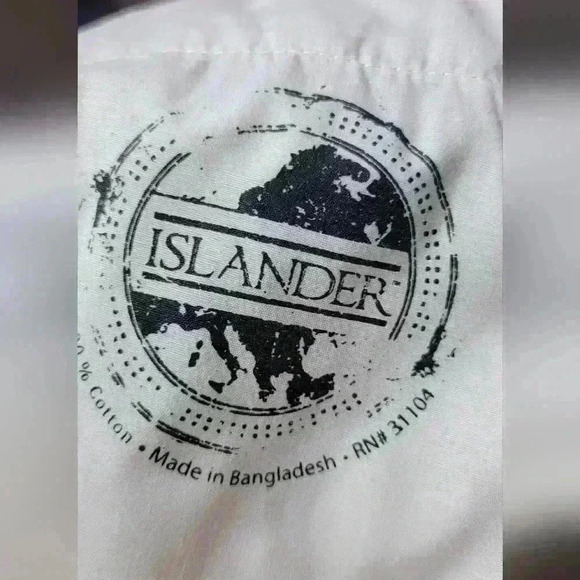 ISLANDER
% Cotton • Made in Bangladesh • RN# 31104